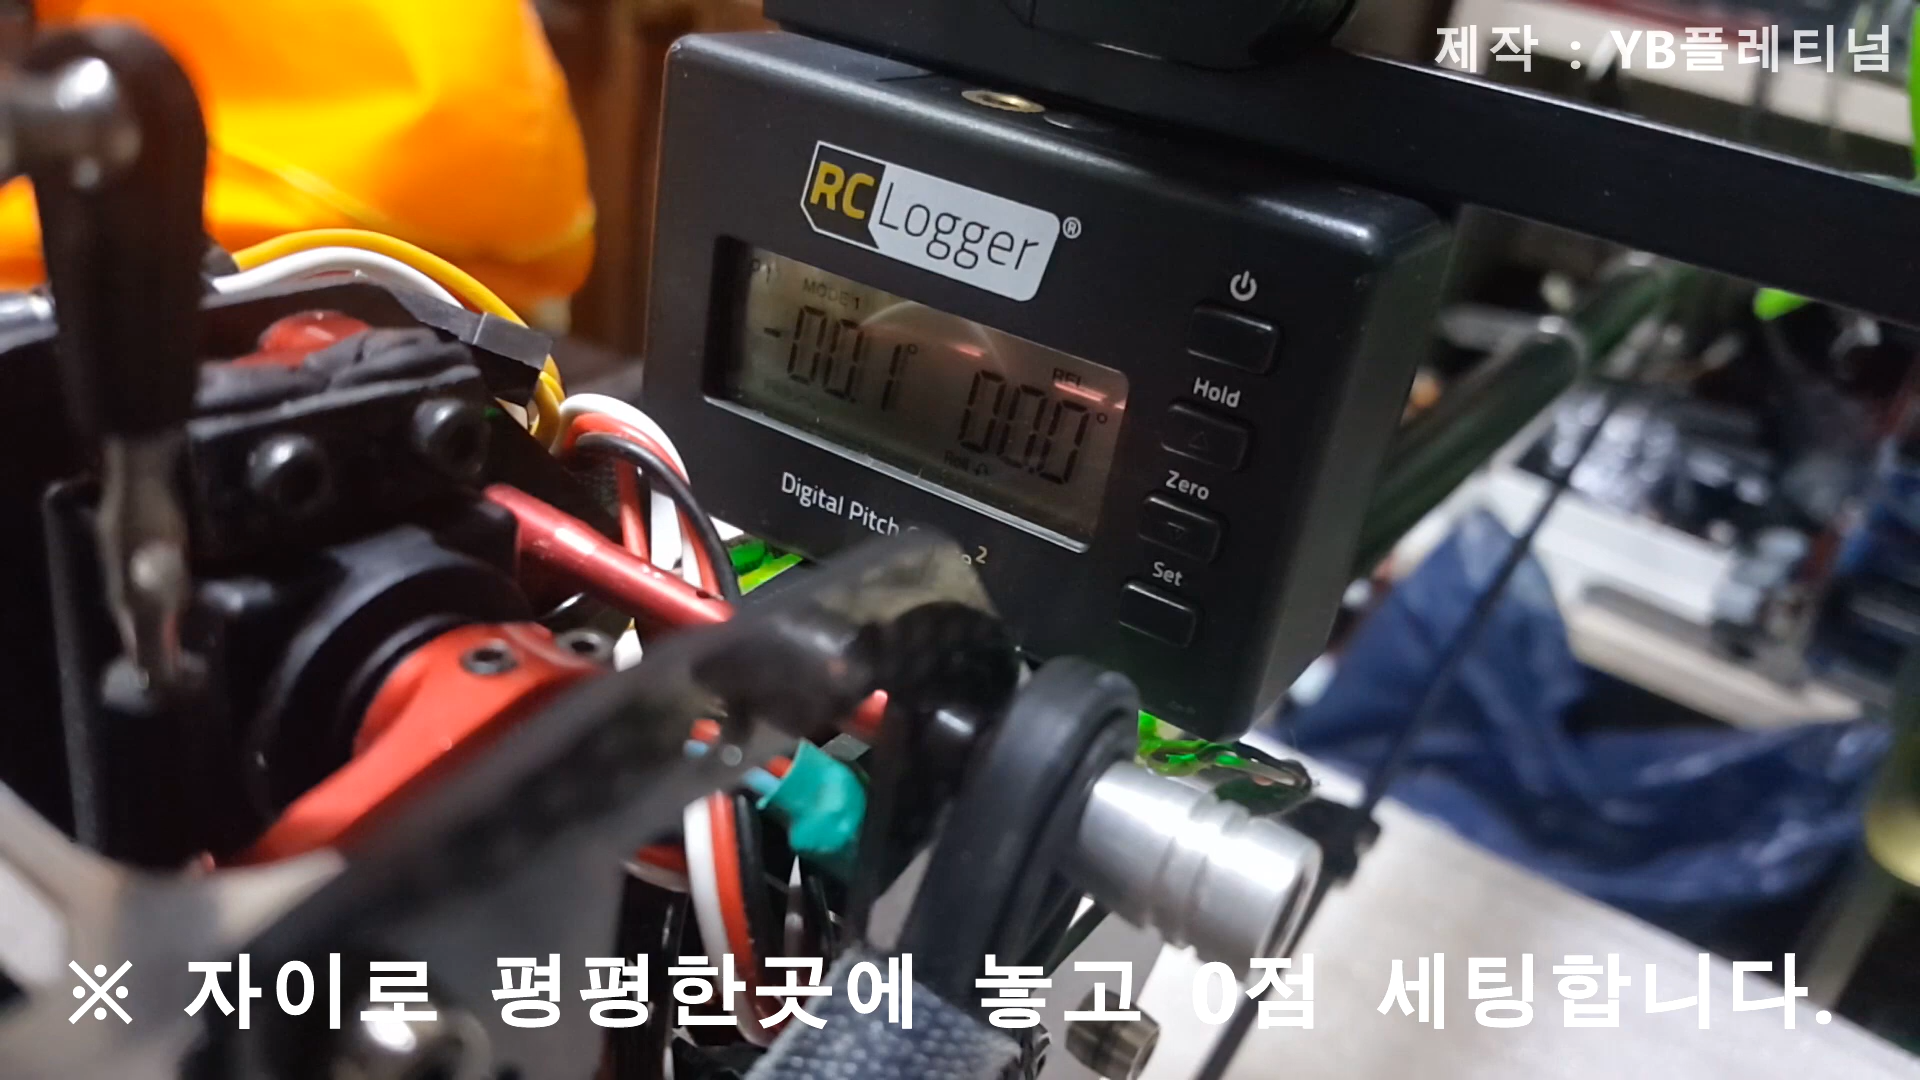 제작 : YB플레티넘
RC Logger®
MODE 1
-00.1° 00.0°
REL
Roll
Digital Pitch
2
Hold
Zero
Set
※ 자이로 평평한곳에 놓고 0점 세팅합니다.